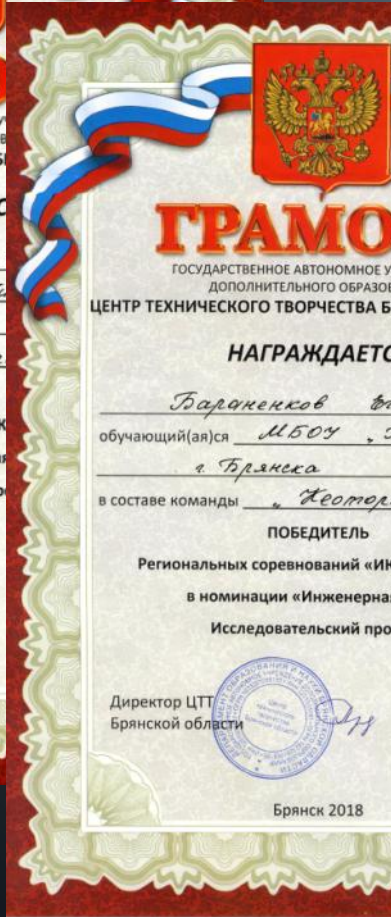 ГРАМО
ГОСУДАРСТВЕННОЕ АВТОНОМНОЕ У
ДОПОЛНИТЕЛЬНОГО ОБРАЗОВ
ЦЕНТР ТЕХНИЧЕСКОГО ТВОРЧЕСТВА Б
НАГРАЖДАЕТС
Бараненков
обучающий(ая)ся МБОУ
г. Брянска
в составе команды
ПОБЕДИТЕЛЬ
Региональных соревнований «ИК
в номинации «Инженерная
Исследовательский про
Директор ЦТТ
Брянской области
Брянск 2018